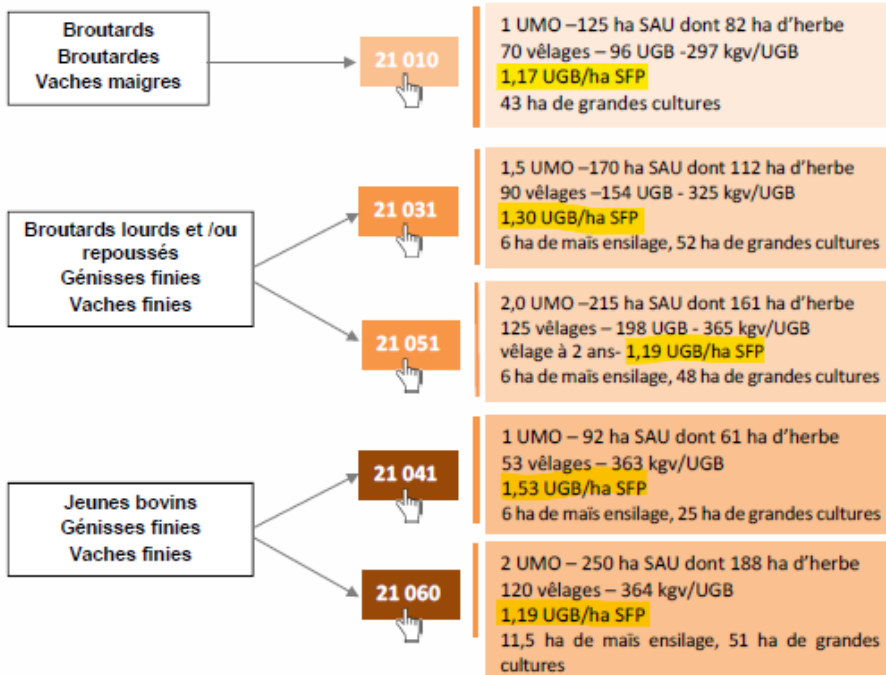 Broutards
Broutardes
Vaches maigres
21 010
1 UMO –125 ha SAU dont 82 ha d'herbe
70 vêlages – 96 UGB -297 kgv/UGB
1,17 UGB/ha SFP
43 ha de grandes cultures
Broutards lourds et /ou
repoussés
Génisses finies
Vaches finies
21 031
1,5 UMO –170 ha SAU dont 112 ha d'herbe
90 vêlages –154 UGB - 325 kgv/UGB
1,30 UGB/ha SFP
6 ha de maïs ensilage, 52 ha de grandes cultures
21 051
2,0 UMO –215 ha SAU dont 161 ha d'herbe
125 vêlages – 198 UGB - 365 kgv/UGB
vêlage à 2 ans- 1,19 UGB/ha SFP
6 ha de maïs ensilage, 48 ha de grandes cultures
Jeunes bovins
Génisses finies
Vaches finies
21 041
1 UMO – 92 ha SAU dont 61 ha d'herbe
53 vêlages – 363 kgv/UGB
1,53 UGB/ha SFP
6 ha de maïs ensilage, 25 ha de grandes cultures
21 060
2 UMO – 250 ha SAU dont 188 ha d'herbe
120 vêlages – 364 kgv/UGB
1,19 UGB/ha SFP
11,5 ha de maïs ensilage, 51 ha de grandes
cultures